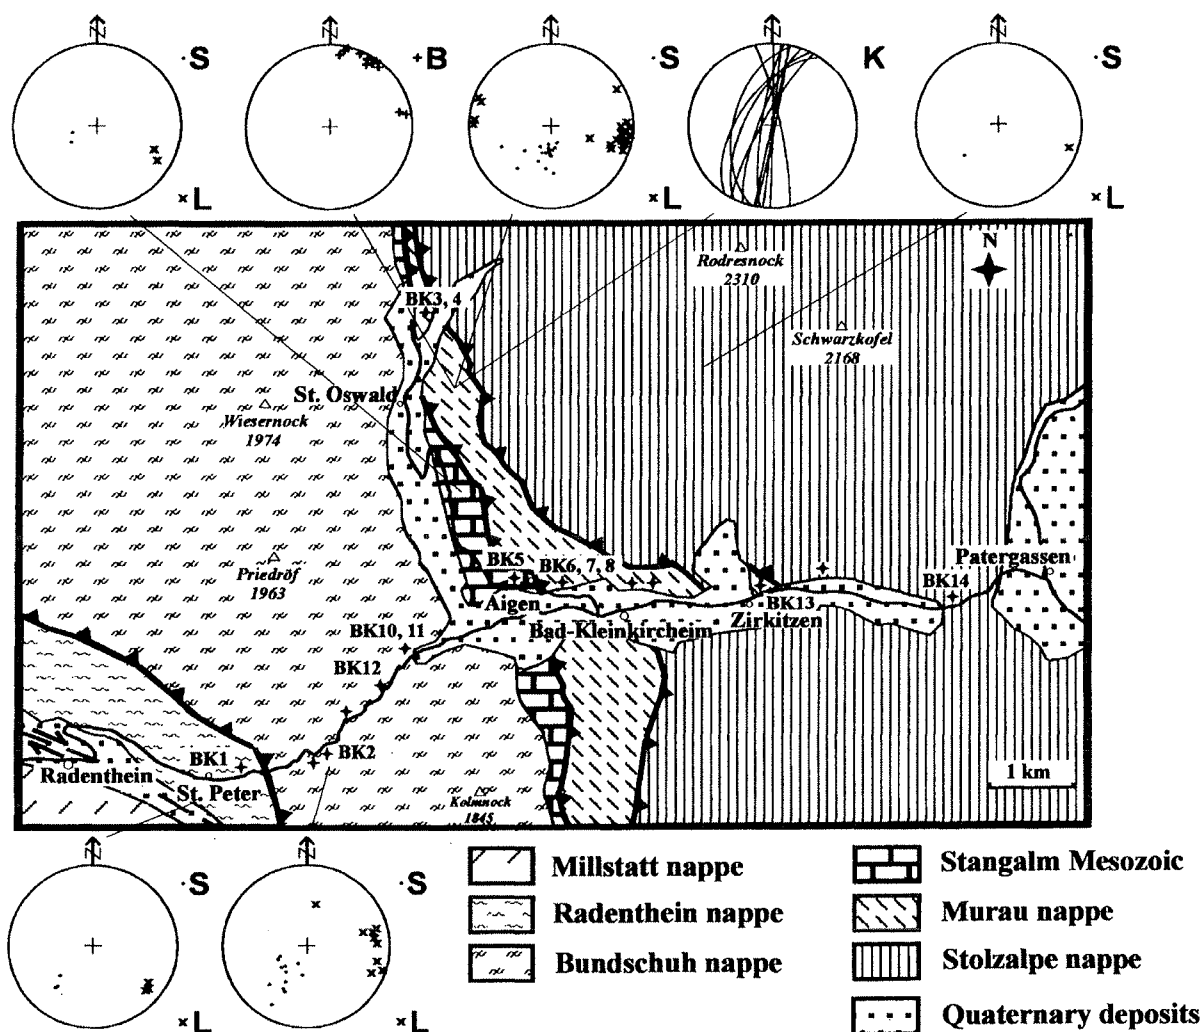 N
N
N
N
N
S
B
S
K
S
L
L
L
N
Rodresnock
2310
BK3, 4
Schwarzkofel
2168
St. Oswald
Wiesernock
1974
Patergassen
BK5
BK6, 7, 8
Priedröf
1963
BK14
Aigen
BK13
Zirkitzen
Bad-Kleinkircheim
BK10, 11
BK12
BK1
BK2
Radenthein
St. Peter
Kolmnock
1845
1 km
N
N
S
S
L
L
Millstatt nappe
Radenthein nappe
Bundschuh nappe
Stangalm Mesozoic
Murau nappe
Stolzalpe nappe
Quaternary deposits